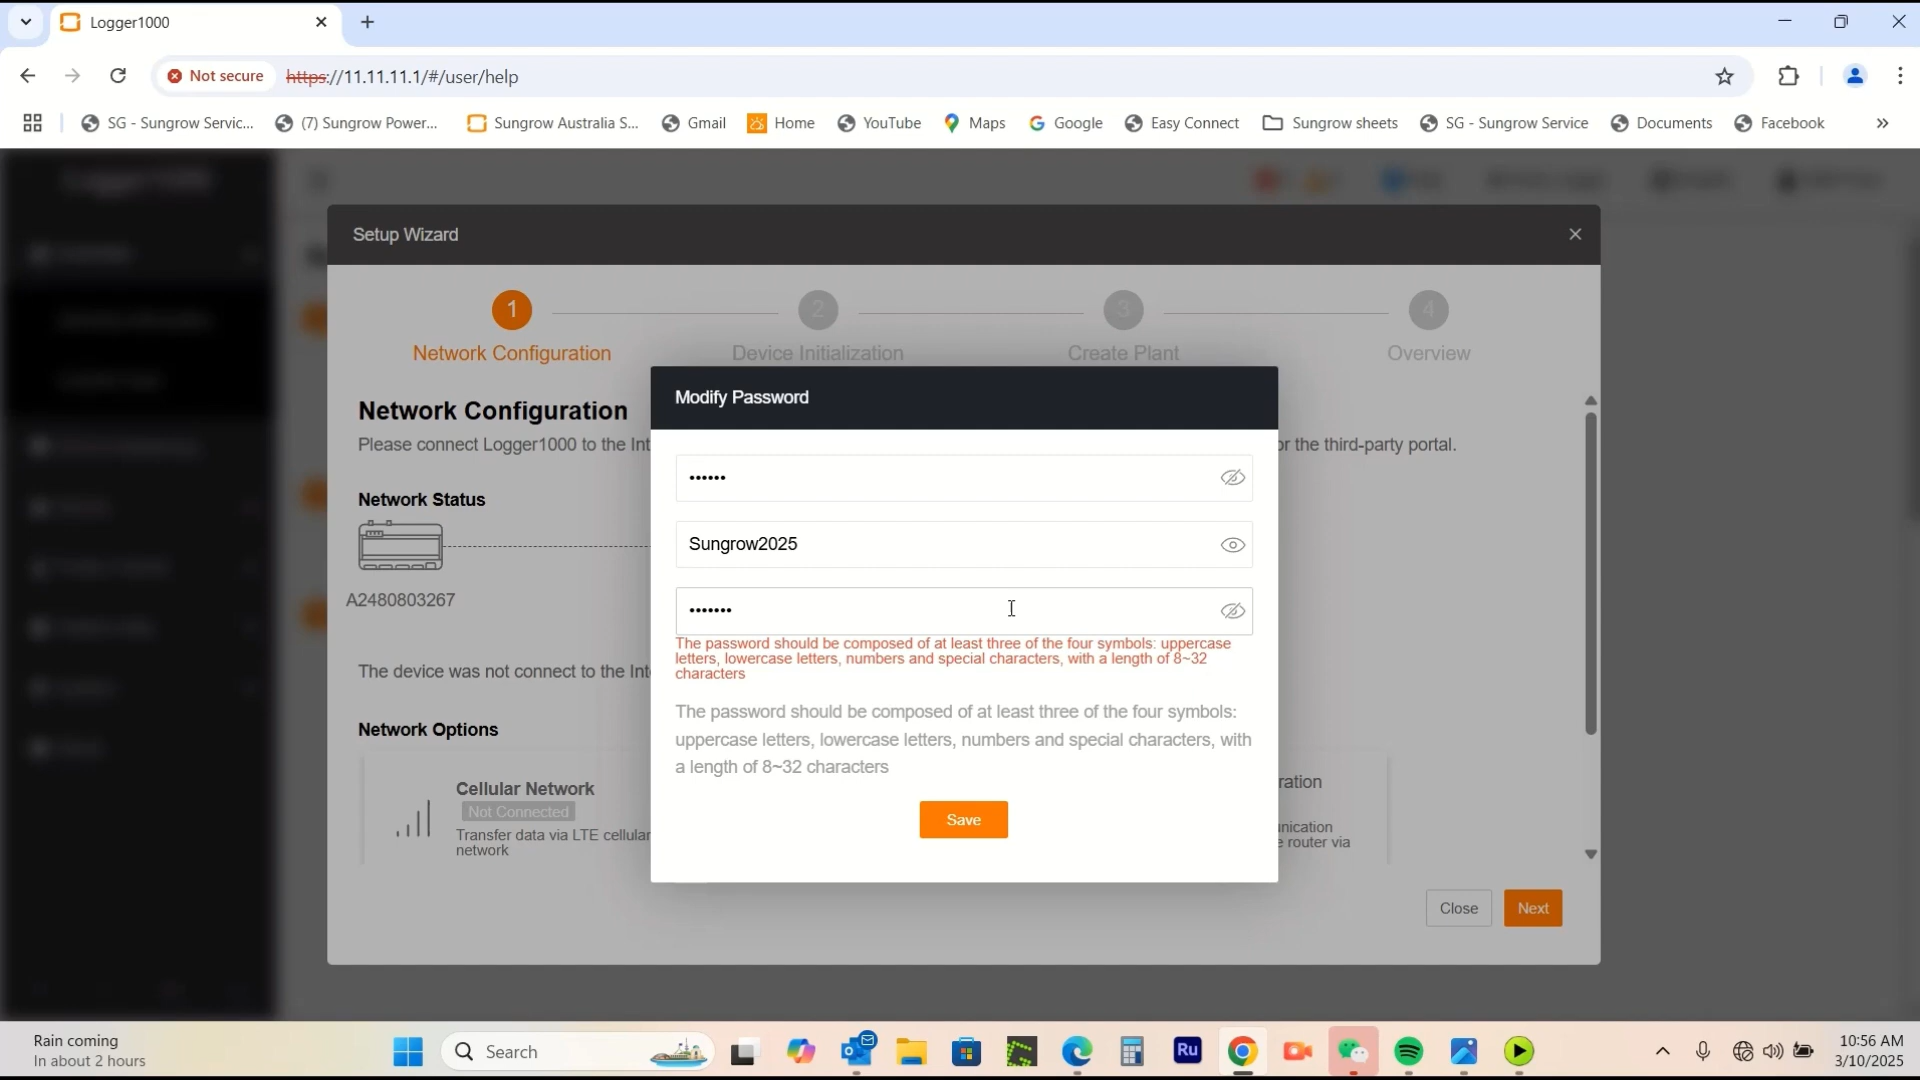 Logger1000
Not secure https://11.11.11.1/#/user/help
SG - Sungrow Servic... (7) Sungrow Power... Sungrow Australia S... Gmail Home YouTube Maps Google Easy Connect Sungrow sheets SG - Sungrow Service Documents Facebook
Logger1000
Setup Wizard
1 2 3 4
Network Configuration Device Initialization Create Plant Overview
Network Configuration
Please connect Logger1000 to the Int
or the third-party portal.
Modify Password
••••••
Sungrow2025
•••••••
The password should be composed of at least three of the four symbols: uppercase
letters, lowercase letters, numbers and special characters, with a length of 8~32
characters
The password should be composed of at least three of the four symbols:
uppercase letters, lowercase letters, numbers and special characters, with
a length of 8~32 characters
Save
Network Status
A2480803267
The device was not connect to the Int
Network Options
Cellular Network
Not Connected
Transfer data via LTE cellular
network
ration
unication
e router via
Close Next
Rain coming
In about 2 hours
Search
Ru
10:56 AM
3/10/2025